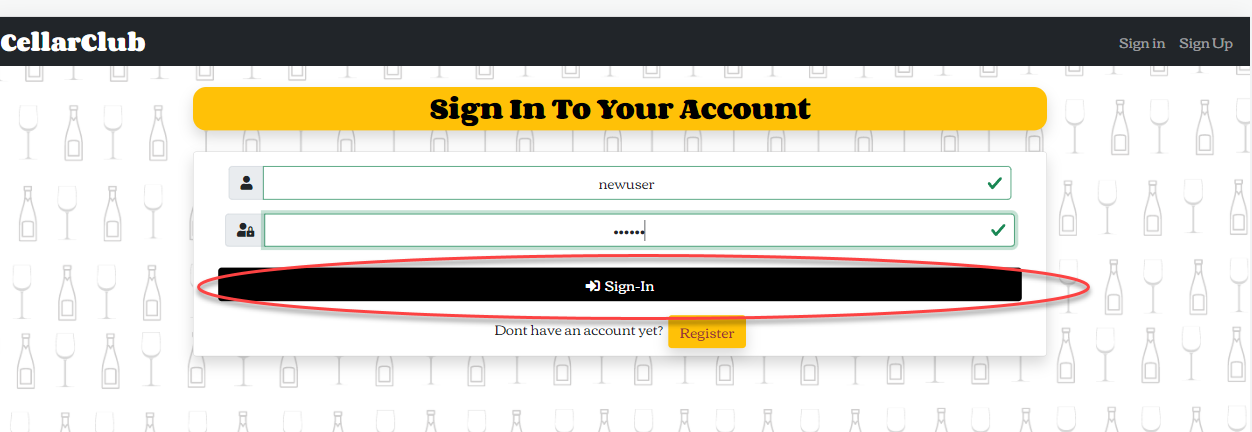 CellarClub
Sign in Sign Up
Sign In To Your Account
newuser
••••••
Sign-In
Dont have an account yet? Register